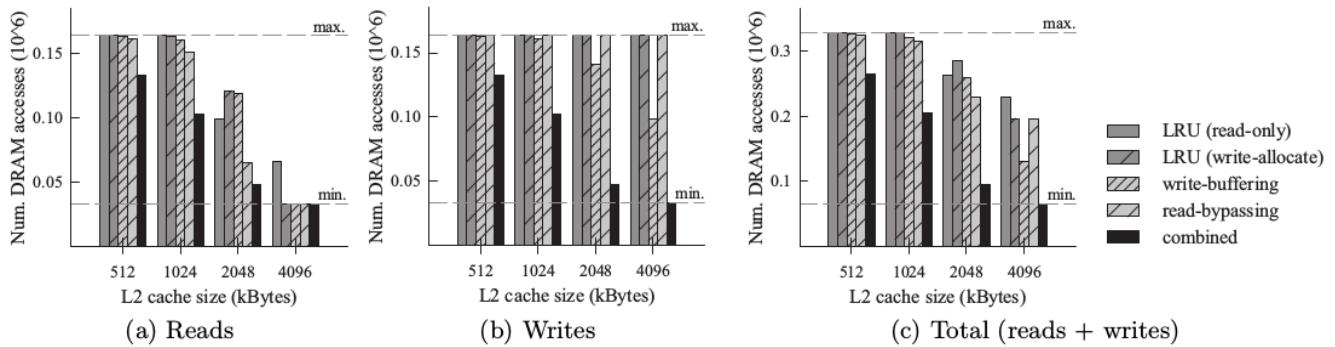 Num. DRAM accesses (10^6)
0.15
0.10
0.05
max.
min.
512 1024 2048 4096
L2 cache size (kBytes)
(a) Reads
Num. DRAM accesses (10^6)
0.15
0.10
0.05
max.
min.
512 1024 2048 4096
L2 cache size (kBytes)
(b) Writes
Num. DRAM accesses (10^6)
0.3
0.2
0.1
max.
min.
512 1024 2048 4096
L2 cache size (kBytes)
(c) Total (reads + writes)
LRU (read-only)
LRU (write-allocate)
write-buffering
read-bypassing
combined